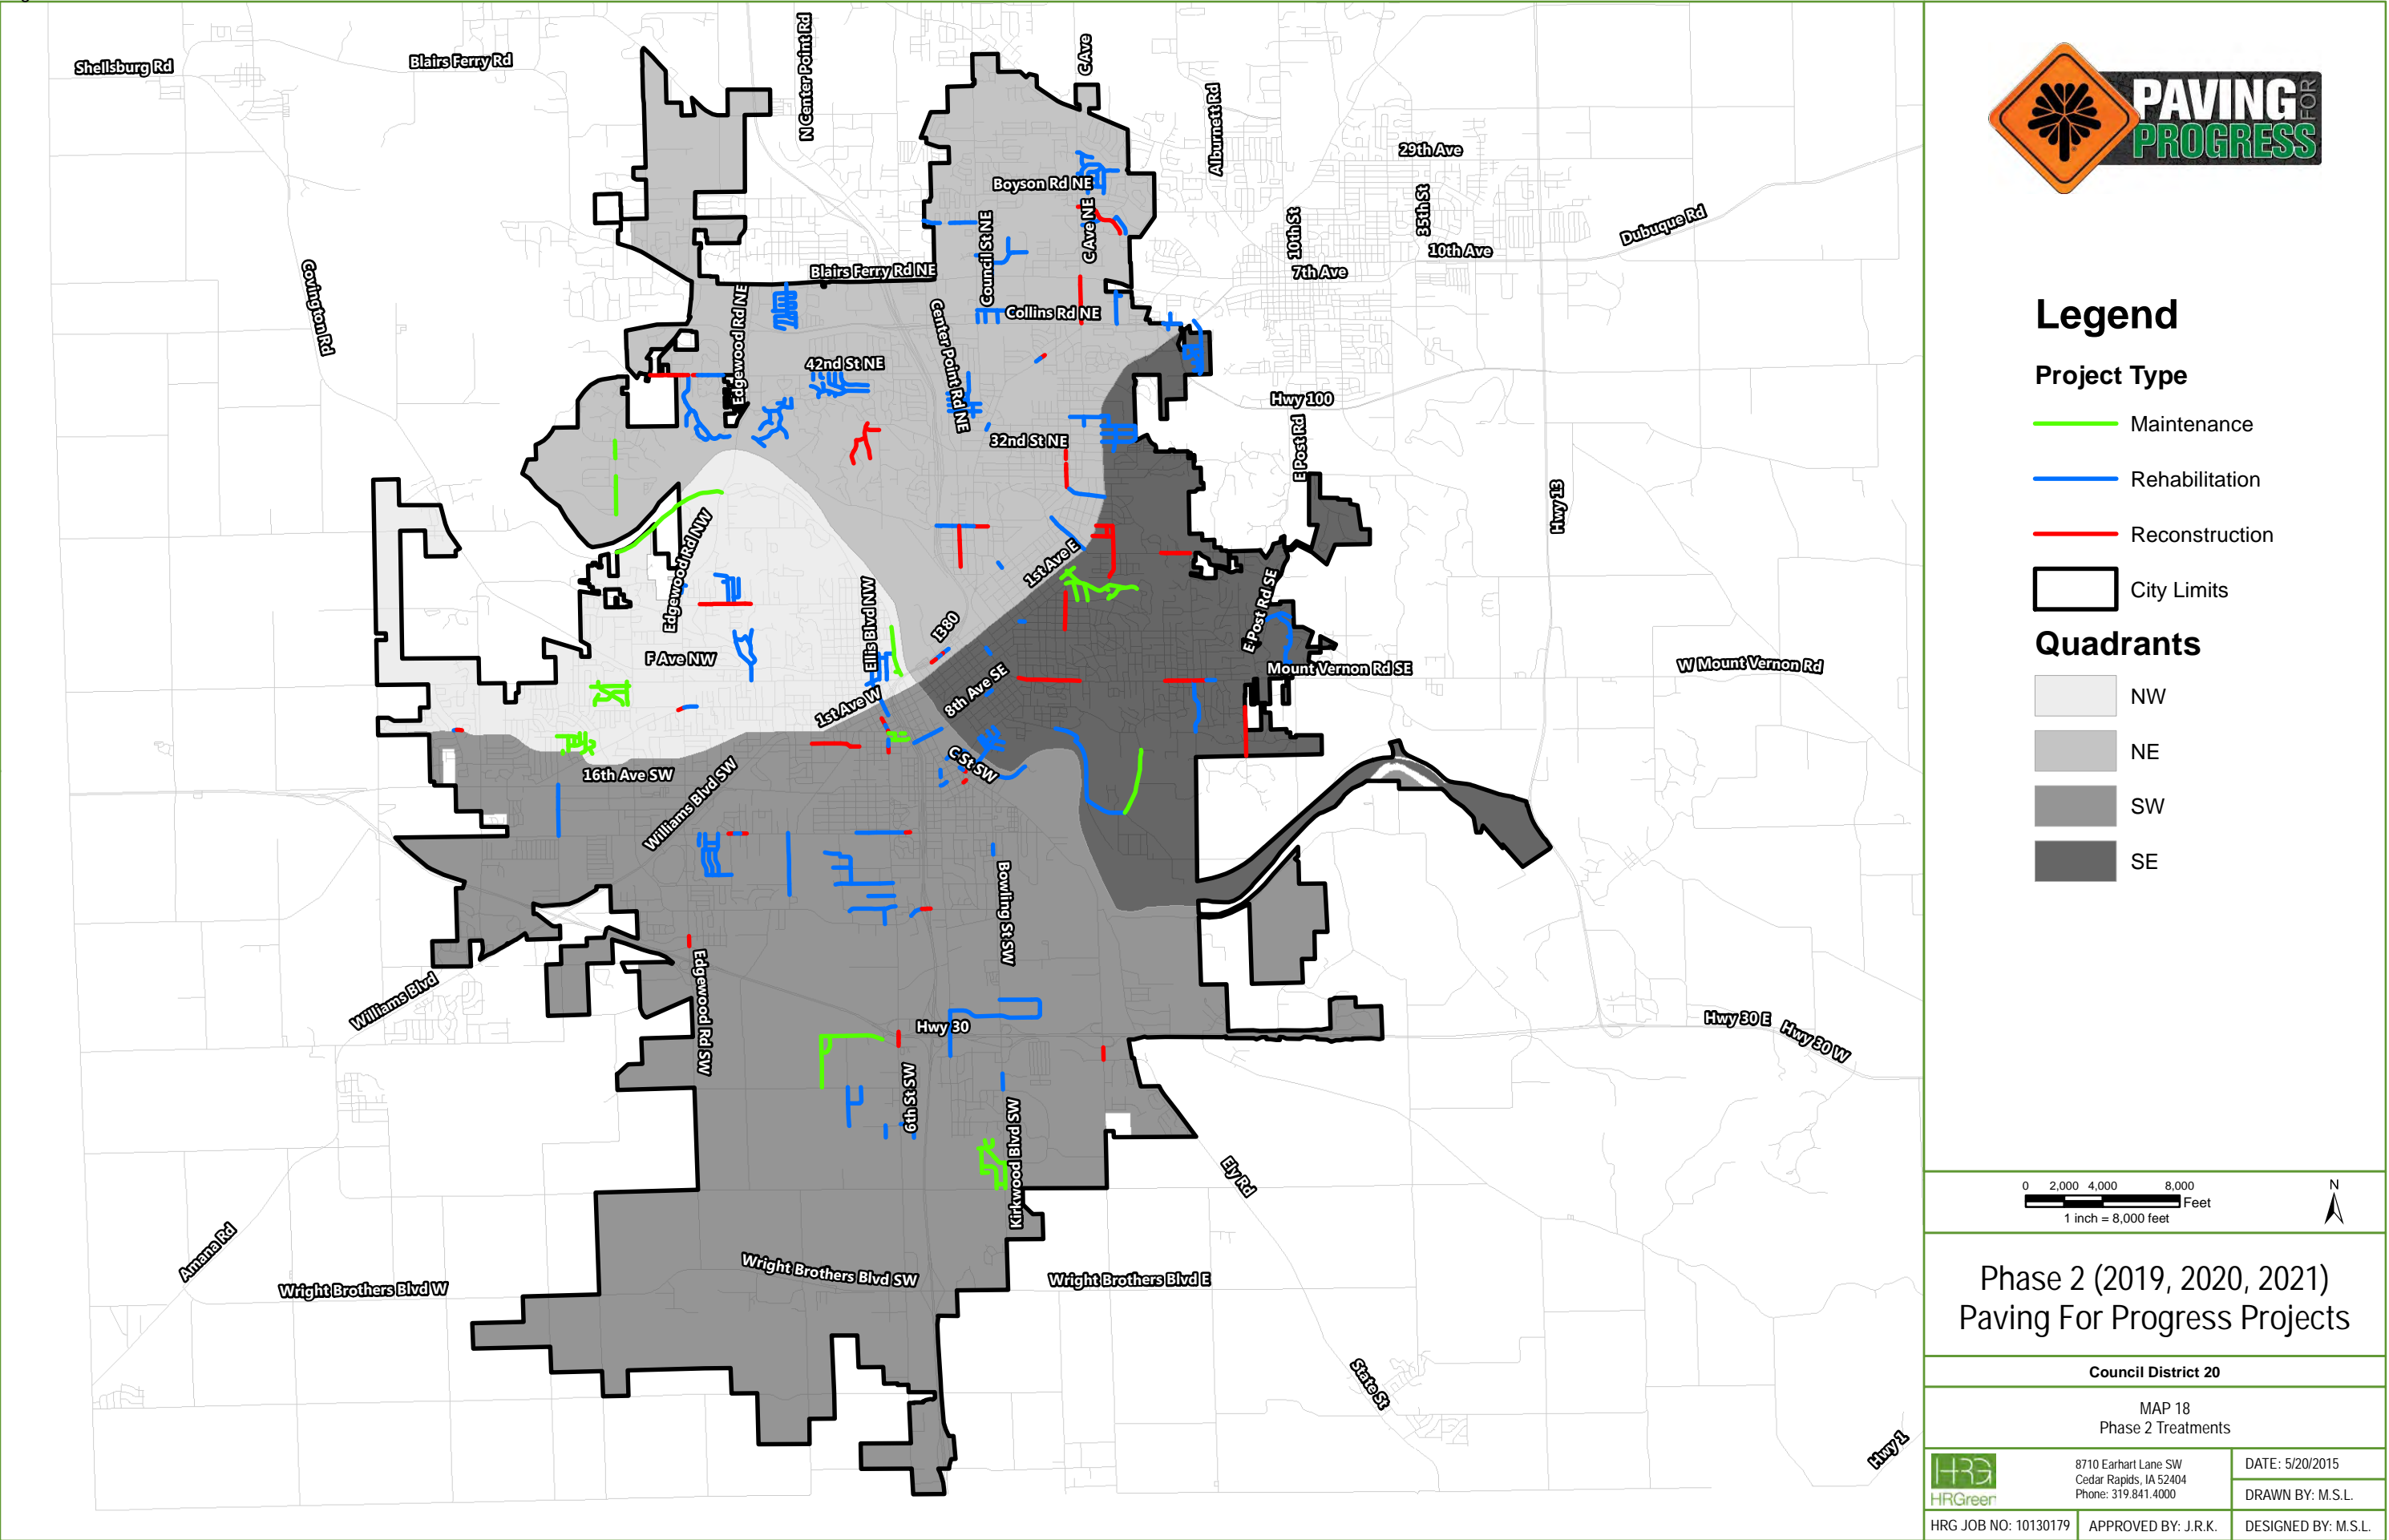 Shellsburg Rd
Blairs Ferry Rd
N Center Point Rd
C Ave
Alburnett Rd
29th Ave
Boyson Rd NE
35th St
10th St
Dubuque Rd
10th Ave
7th Ave
C Ave NE
Council St NE
Blairs Ferry Rd NE
Covington Rd
Edgewood Rd NE
Center Point Rd NE
Collins Rd NE
42nd St NE
Hwy 100
32nd St NE
E Post Rd
Hwy 13
Edgewood Rd NW
1st Ave E
Ellis Blvd NW
I380
E Post Rd SE
F Ave NW
Mount Vernon Rd SE
W Mount Vernon Rd
8th Ave SE
1st Ave W
C St SW
16th Ave SW
Williams Blvd SW
Bowling St SW
Edgewood Rd SW
Williams Blvd
Hwy 30
Hwy 30 E
Hwy 30 W
6th St SW
Kirkwood Blvd SW
Ely Rd
Amana Rd
Wright Brothers Blvd W
Wright Brothers Blvd SW
Wright Brothers Blvd E
State St
Hwy 1
PAVING FOR
PROGRESS
Legend
Project Type
Maintenance
Rehabilitation
Reconstruction
City Limits
Quadrants
NW
NE
SW
SE
0 2,000 4,000 8,000
Feet
1 inch = 8,000 feet
N
Phase 2 (2019, 2020, 2021)
Paving For Progress Projects
Council District 20
MAP 18
Phase 2 Treatments
HRG
HRGreen
8710 Earhart Lane SW
Cedar Rapids, IA 52404
Phone: 319.841.4000
DATE: 5/20/2015
DRAWN BY: M.S.L.
HRG JOB NO: 10130179
APPROVED BY: J.R.K.
DESIGNED BY: M.S.L.